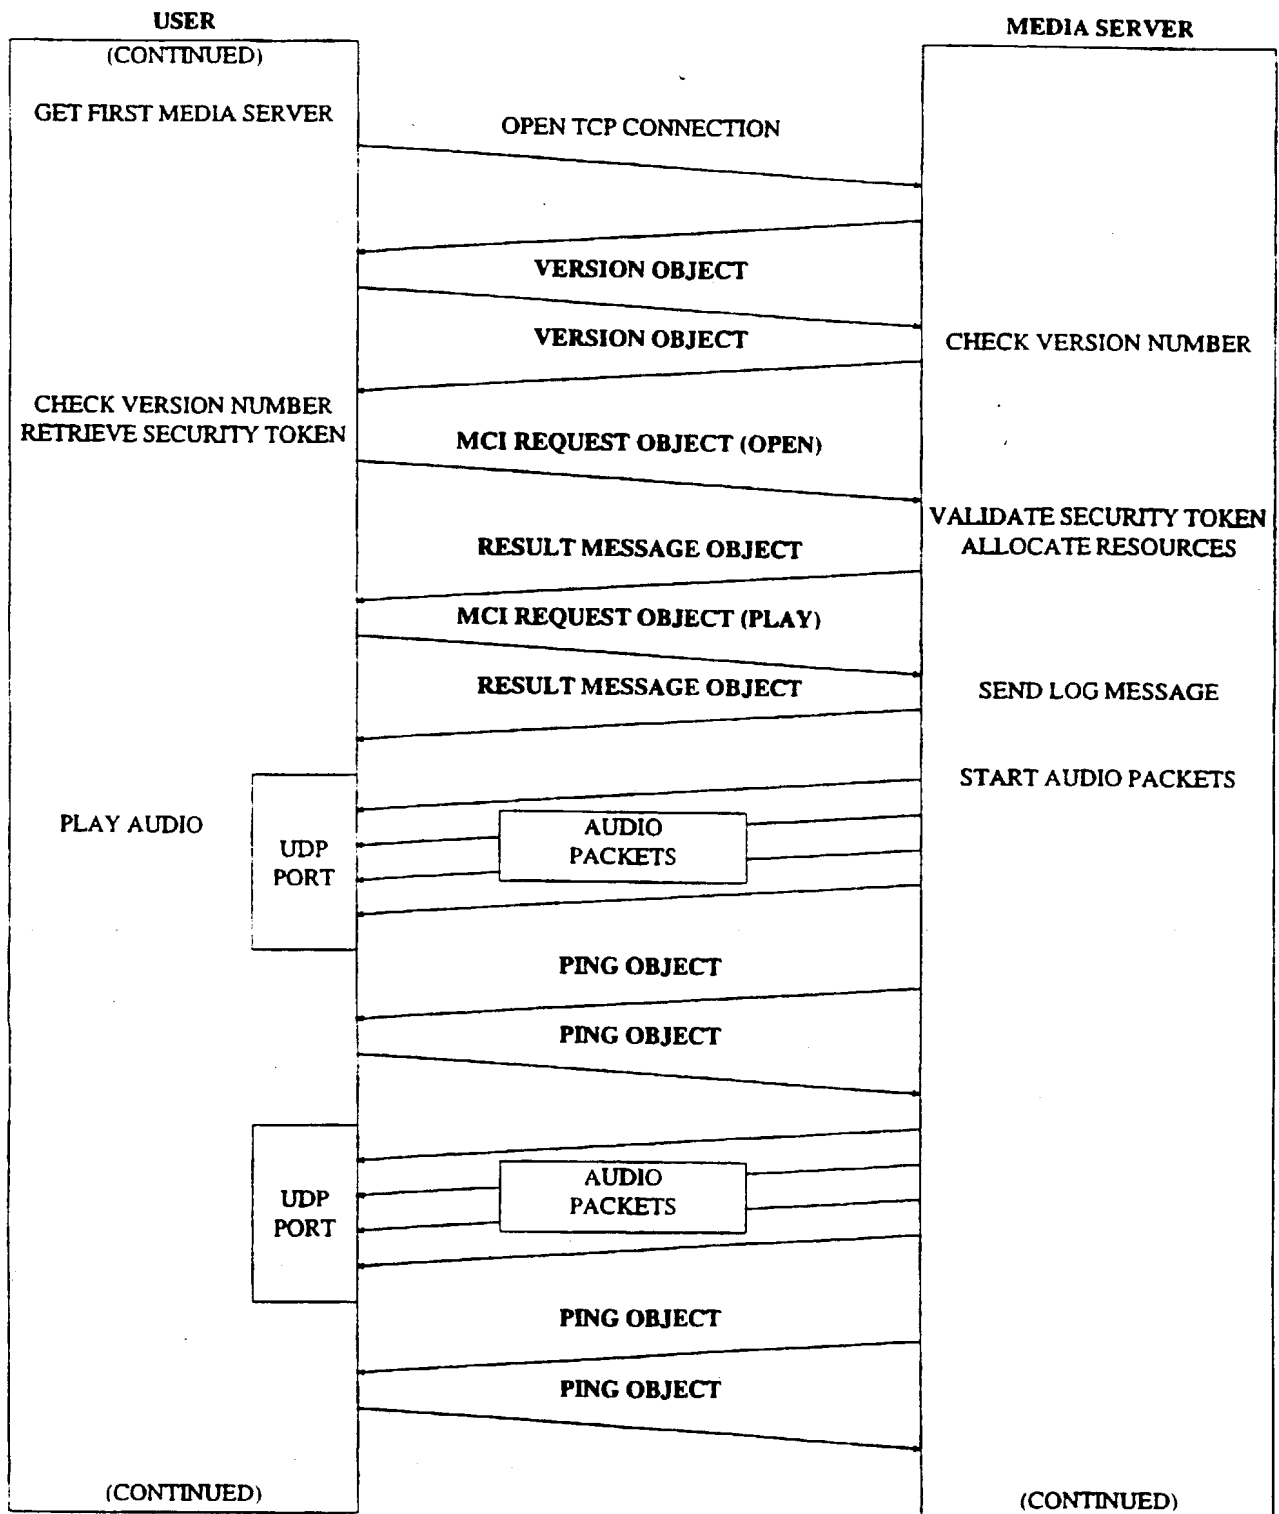 USER
MEDIA SERVER
(CONTINUED)
GET FIRST MEDIA SERVER
OPEN TCP CONNECTION
VERSION OBJECT
VERSION OBJECT
CHECK VERSION NUMBER
CHECK VERSION NUMBER
RETRIEVE SECURITY TOKEN
MCI REQUEST OBJECT (OPEN)
VALIDATE SECURITY TOKEN
ALLOCATE RESOURCES
RESULT MESSAGE OBJECT
MCI REQUEST OBJECT (PLAY)
RESULT MESSAGE OBJECT
SEND LOG MESSAGE
START AUDIO PACKETS
PLAY AUDIO
UDP
PORT
AUDIO
PACKETS
PING OBJECT
PING OBJECT
UDP
PORT
AUDIO
PACKETS
PING OBJECT
PING OBJECT
(CONTINUED)
(CONTINUED)